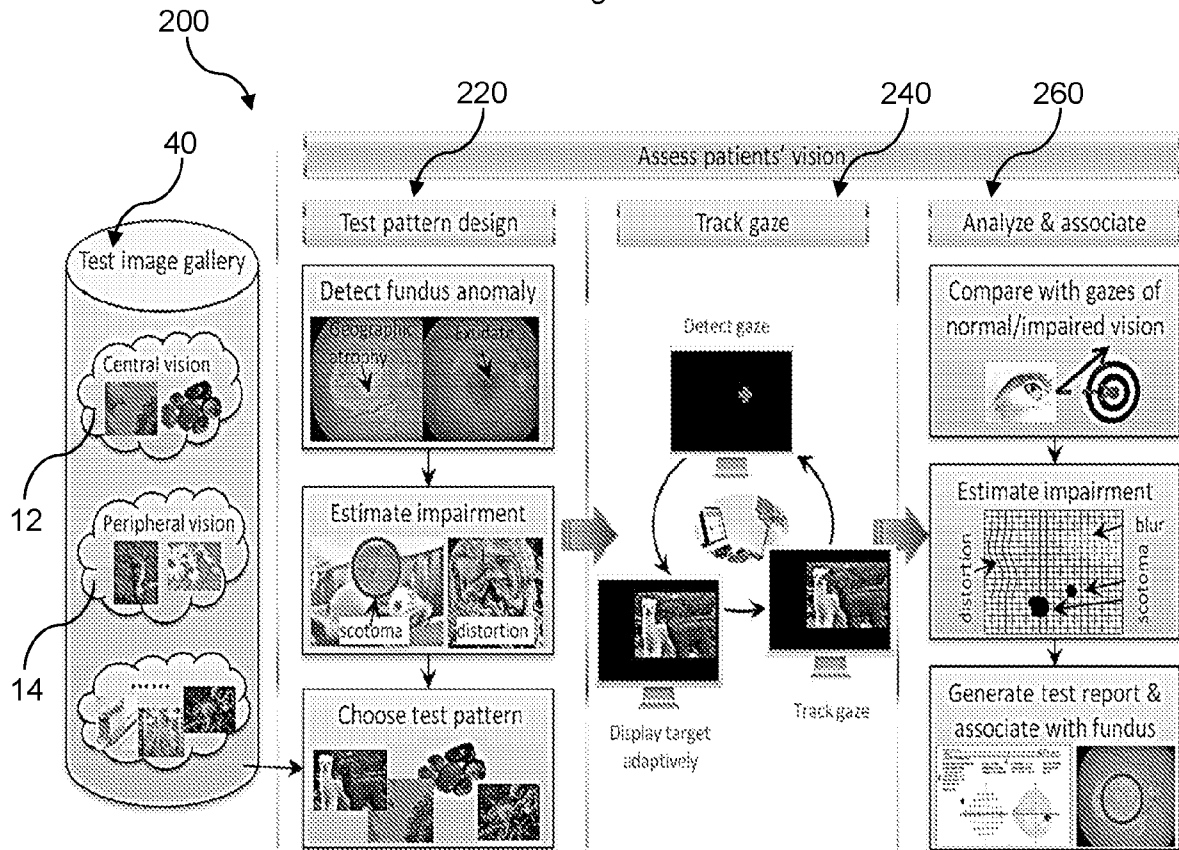 200
220
240
260
40
Assess patients' vision
Test pattern design
Track gaze
Analyze & associate
Test image gallery
Central vision
12
Peripheral vision
14
......
Detect fundus anomaly
Geographic
atrophy
Estimate impairment
scotoma
distortion
Choose test pattern
Detect gaze
Display target
adaptively
Track gaze
Compare with gazes of
normal/impaired vision
Estimate impairment
distortion
blur
scotoma
Generate test report &
associate with fundus